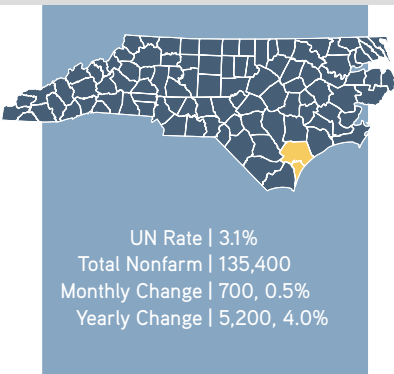 UN Rate | 3.1%
Total Nonfarm | 135,400
Monthly Change | 700, 0.5%
Yearly Change | 5,200, 4.0%